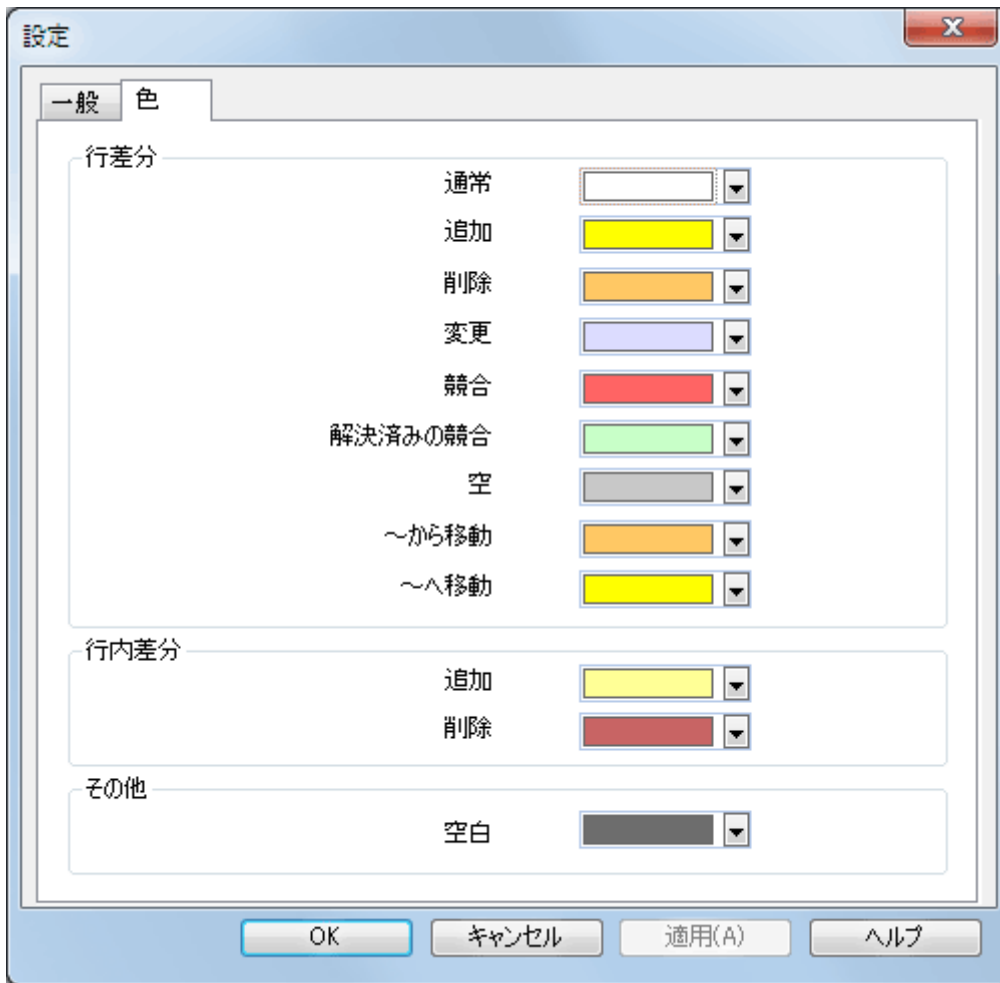 設定
一般
色
行差分
通常
追加
削除
変更
競合
解決済みの競合
空
～から移動
～へ移動
行内差分
追加
削除
その他
空白
OK
キャンセル
適用(A)
ヘルプ